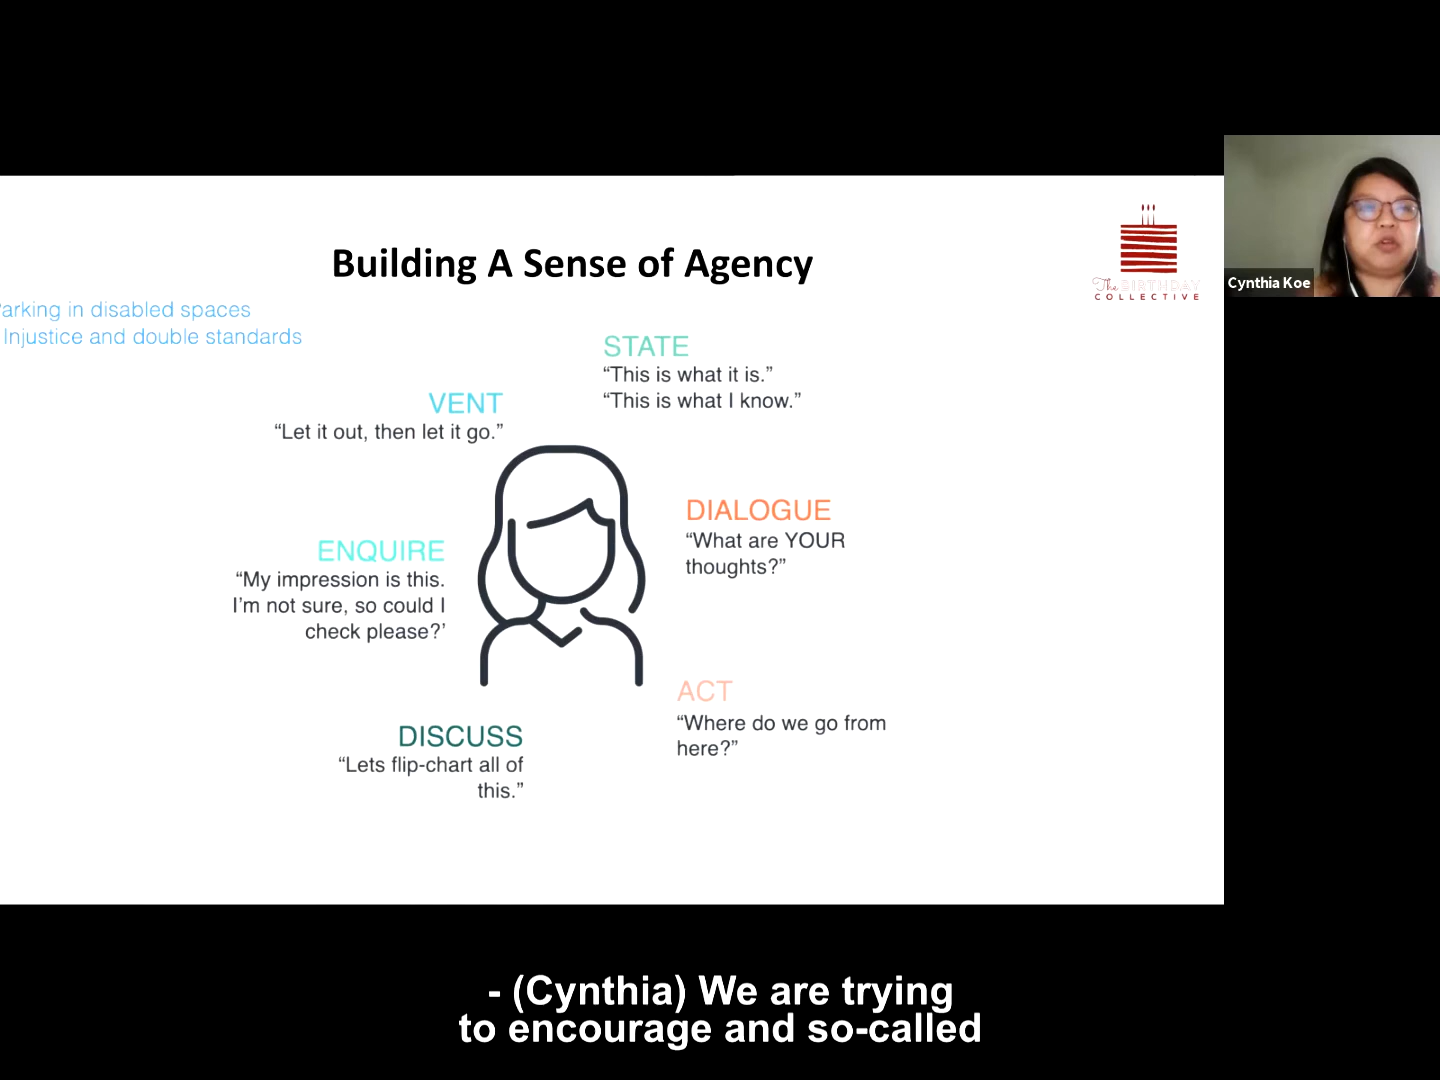 Building A Sense of Agency
The BIRTHDAY
COLLECTIVE
Cynthia Koe
arking in disabled spaces
Injustice and double standards
STATE
“This is what it is.”
“This is what I know.”
VENT
“Let it out, then let it go.”
DIALOGUE
“What are YOUR
thoughts?”
ENQUIRE
“My impression is this.
I’m not sure, so could I
check please?’
ACT
“Where do we go from
here?”
DISCUSS
“Lets flip-chart all of
this.”
- (Cynthia) We are trying
to encourage and so-called